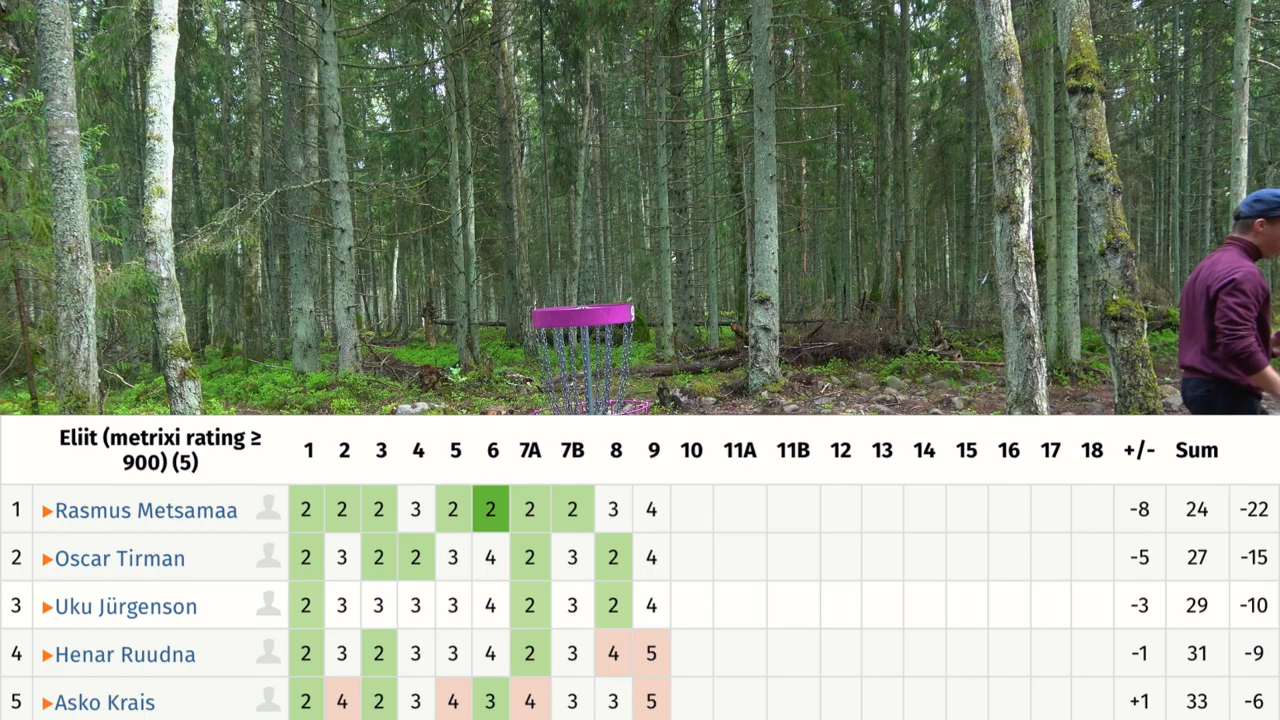 Eliit (metrixi rating ≥ 900) (5) 1 2 3 4 5 6 7A 7B 8 9 10 11A 11B 12 13 14 15 16 17 18 +/- Sum
1 Rasmus Metsamaa 2 2 2 3 2 2 2 2 3 4 -8 24 -22
2 Oscar Tirman 2 3 2 2 3 4 2 3 2 4 -5 27 -15
3 Uku Jürgenson 2 3 3 3 3 4 2 3 2 4 -3 29 -10
4 Henar Ruudna 2 3 2 3 3 4 2 3 4 5 -1 31 -9
5 Asko Krais 2 4 2 3 4 3 4 3 3 5 +1 33 -6